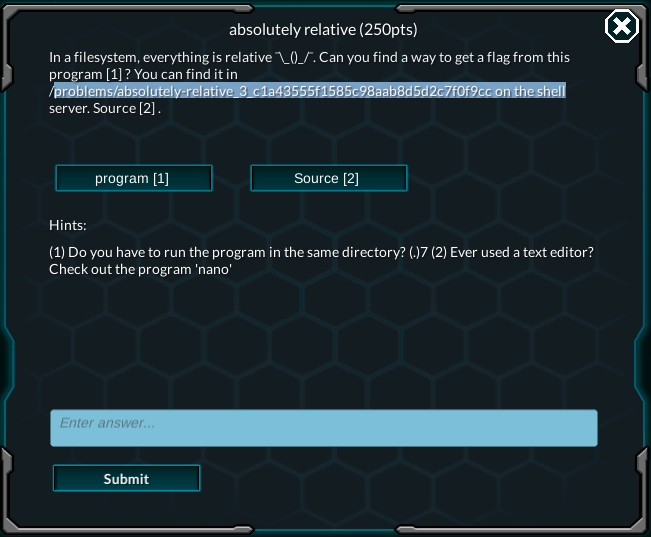 absolutely relative (250pts)
In a filesystem, everything is relative ¯\_()_/¯. Can you find a way to get a flag from this
program [1] ? You can find it in
/problems/absolutely-relative_3_c1a43555f1585c98aab8d5d2c7f0f9cc on the shell
server. Source [2] .
program [1]
Source [2]
Hints:
(1) Do you have to run the program in the same directory? (.)7 (2) Ever used a text editor?
Check out the program 'nano'
Enter answer...
Submit